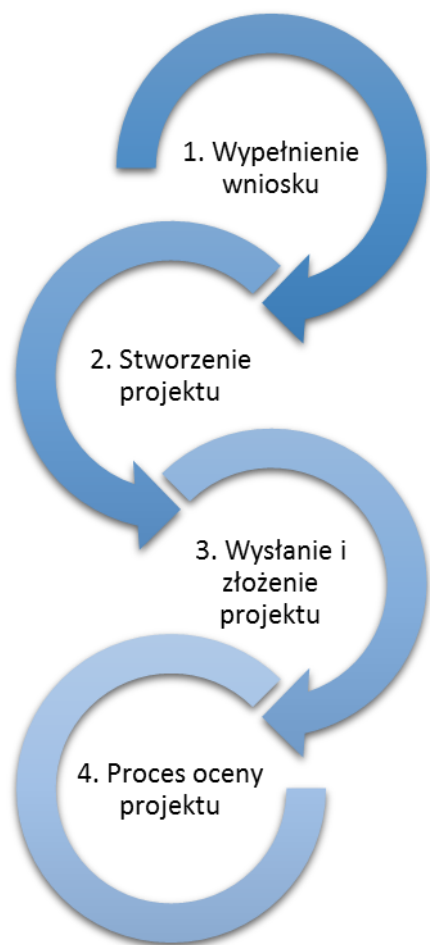 1. Wypełnienie
wniosku
2. Stworzenie
projektu
3. Wysłanie i
złożenie
projektu
4. Proces oceny
projektu